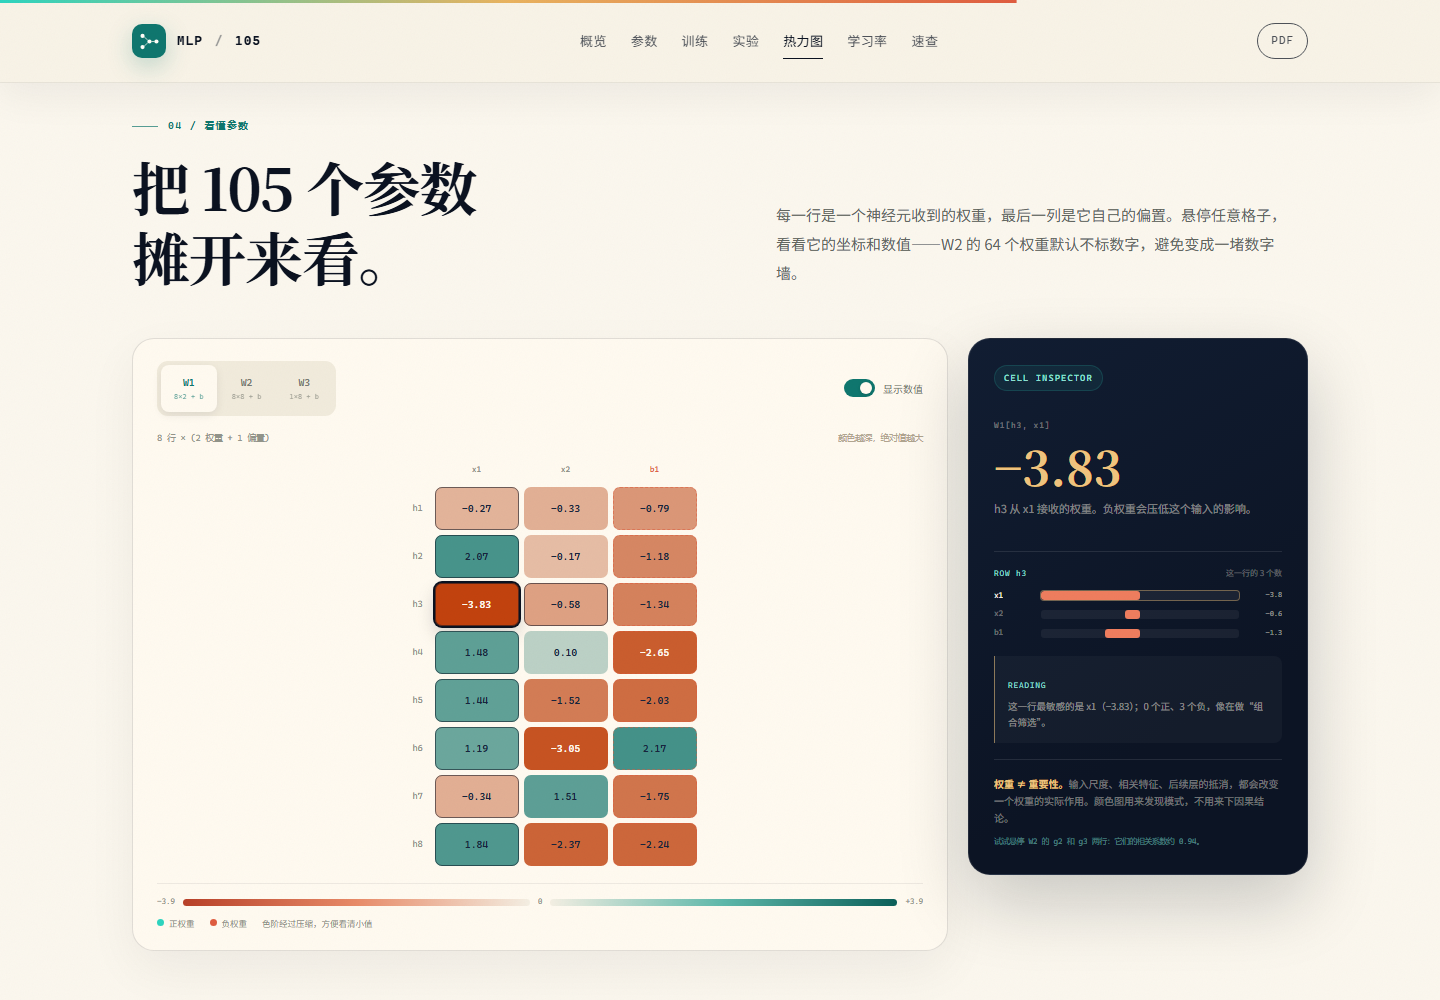 MLP / 105
概览 参数 训练 实验 热力图 学习率 速查
PDF
04 / 看懂参数
把 105 个参数
摊开来看。
每一行是一个神经元收到的权重，最后一列是它自己的偏置。悬停任意格子，
看看它的坐标和数值——W2 的 64 个权重默认不标数字，避免变成一堵数字
墙。
W1 W2 W3
8×2 + b 8×8 + b 1×8 + b
显示数值
8 行 ×（2 权重 + 1 偏置）
颜色越深，绝对值越大
x1 x2 b1
h1 −0.27 −0.33 −0.79
h2 2.07 −0.17 −1.18
h3 −3.83 −0.58 −1.34
h4 1.48 0.10 −2.65
h5 1.44 −1.52 −2.03
h6 1.19 −3.05 2.17
h7 −0.34 1.51 −1.75
h8 1.84 −2.37 −2.24
−3.9 0 +3.9
正权重 负权重 色阶经过压缩，方便看清小值
CELL INSPECTOR
W1[h3, x1]
−3.83
h3 从 x1 接收的权重。负权重会压低这个输入的影响。
ROW h3 这一行的 3 个数
x1 −3.8
x2 −0.6
b1 −1.3
READING
这一行最敏感的是 x1（−3.83）；0 个正、3 个负，像在做“组
合筛选”。
权重 ≠ 重要性。输入尺度、相关特征、后续层的抵消，都会改变
一个权重的实际作用。颜色图用来发现模式，不用来下因果结
论。
试试悬停 W2 的 g2 和 g3 两行：它们的相关系数约 0.94。